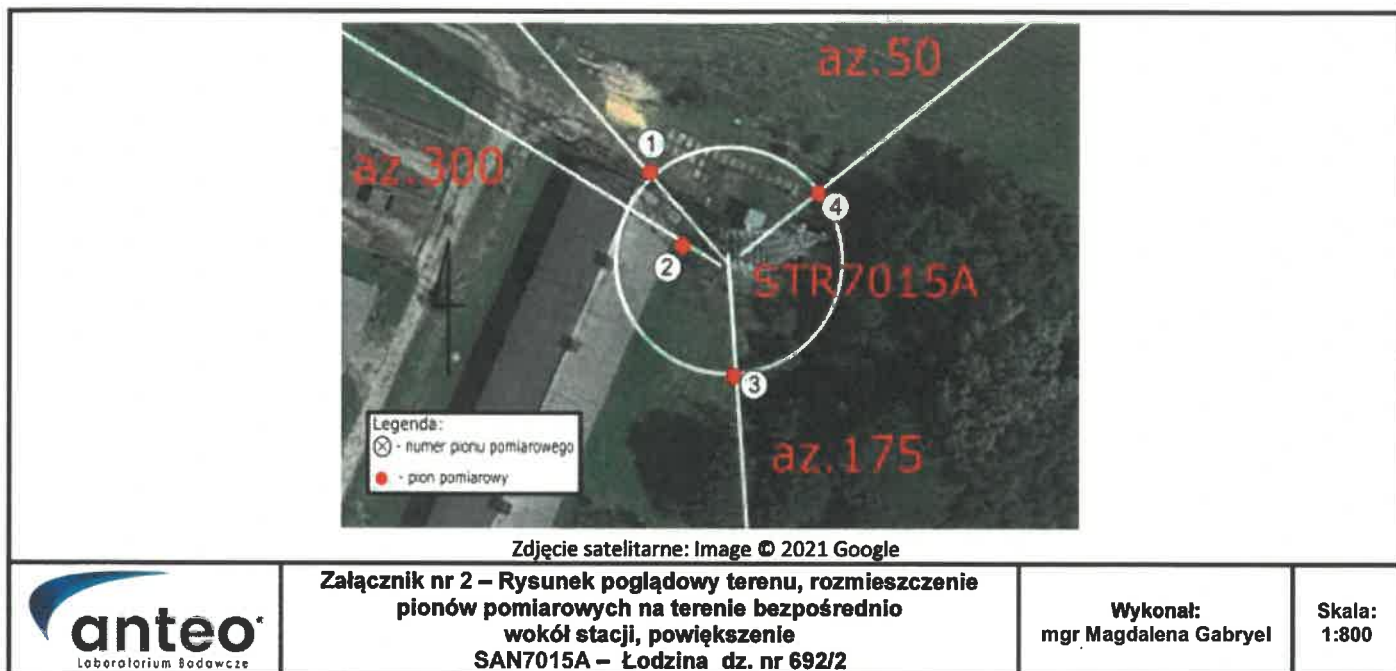 az.50
1
az.300
4
2
STR7015A
3
Legenda:
- numer pionu pomiarowego
- pion pomiarowy
az.175
Zdjęcie satelitarne: Image © 2021 Google
anteo
Laboratorium Badawcze
Załącznik nr 2 – Rysunek poglądowy terenu, rozmieszczenie
pionów pomiarowych na terenie bezpośrednio
wokół stacji, powiększenie
SAN7015A – Łodzina dz. nr 692/2
Wykonał:
mgr Magdalena Gabryel
Skala:
1:800